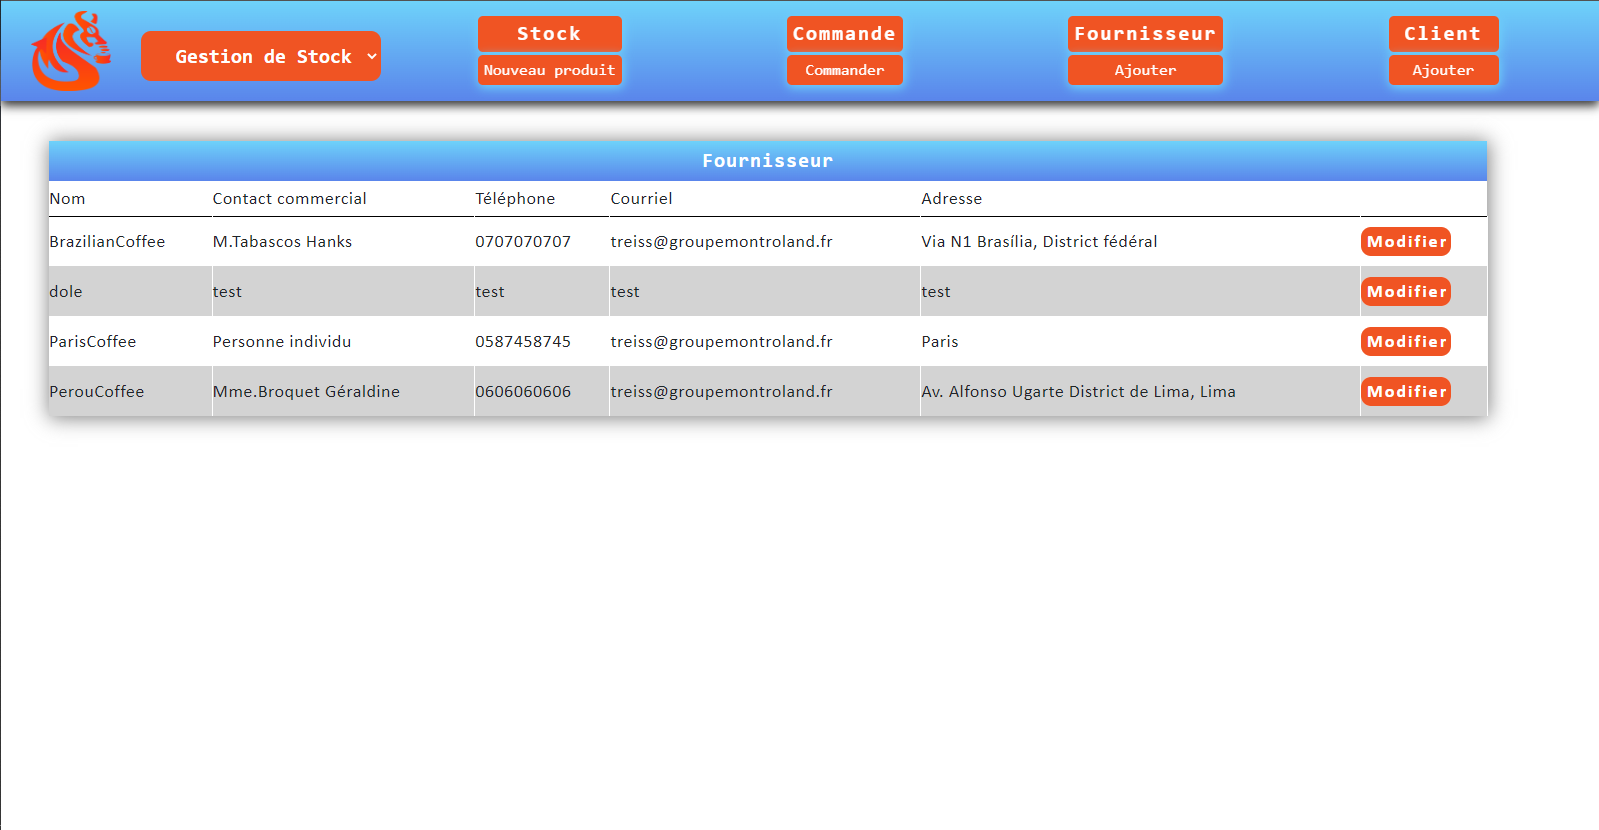 Gestion de Stock
Stock
Nouveau produit
Commande
Commander
Fournisseur
Ajouter
Client
Ajouter
Fournisseur
Nom Contact commercial Téléphone Courriel Adresse
BrazilianCoffee M.Tabascos Hanks 0707070707 treiss@groupemontroland.fr Via N1 Brasília, District fédéral Modifier
dole test test test test Modifier
ParisCoffee Personne individu 0587458745 treiss@groupemontroland.fr Paris Modifier
PerouCoffee Mme.Broquet Géraldine 0606060606 treiss@groupemontroland.fr Av. Alfonso Ugarte District de Lima, Lima Modifier